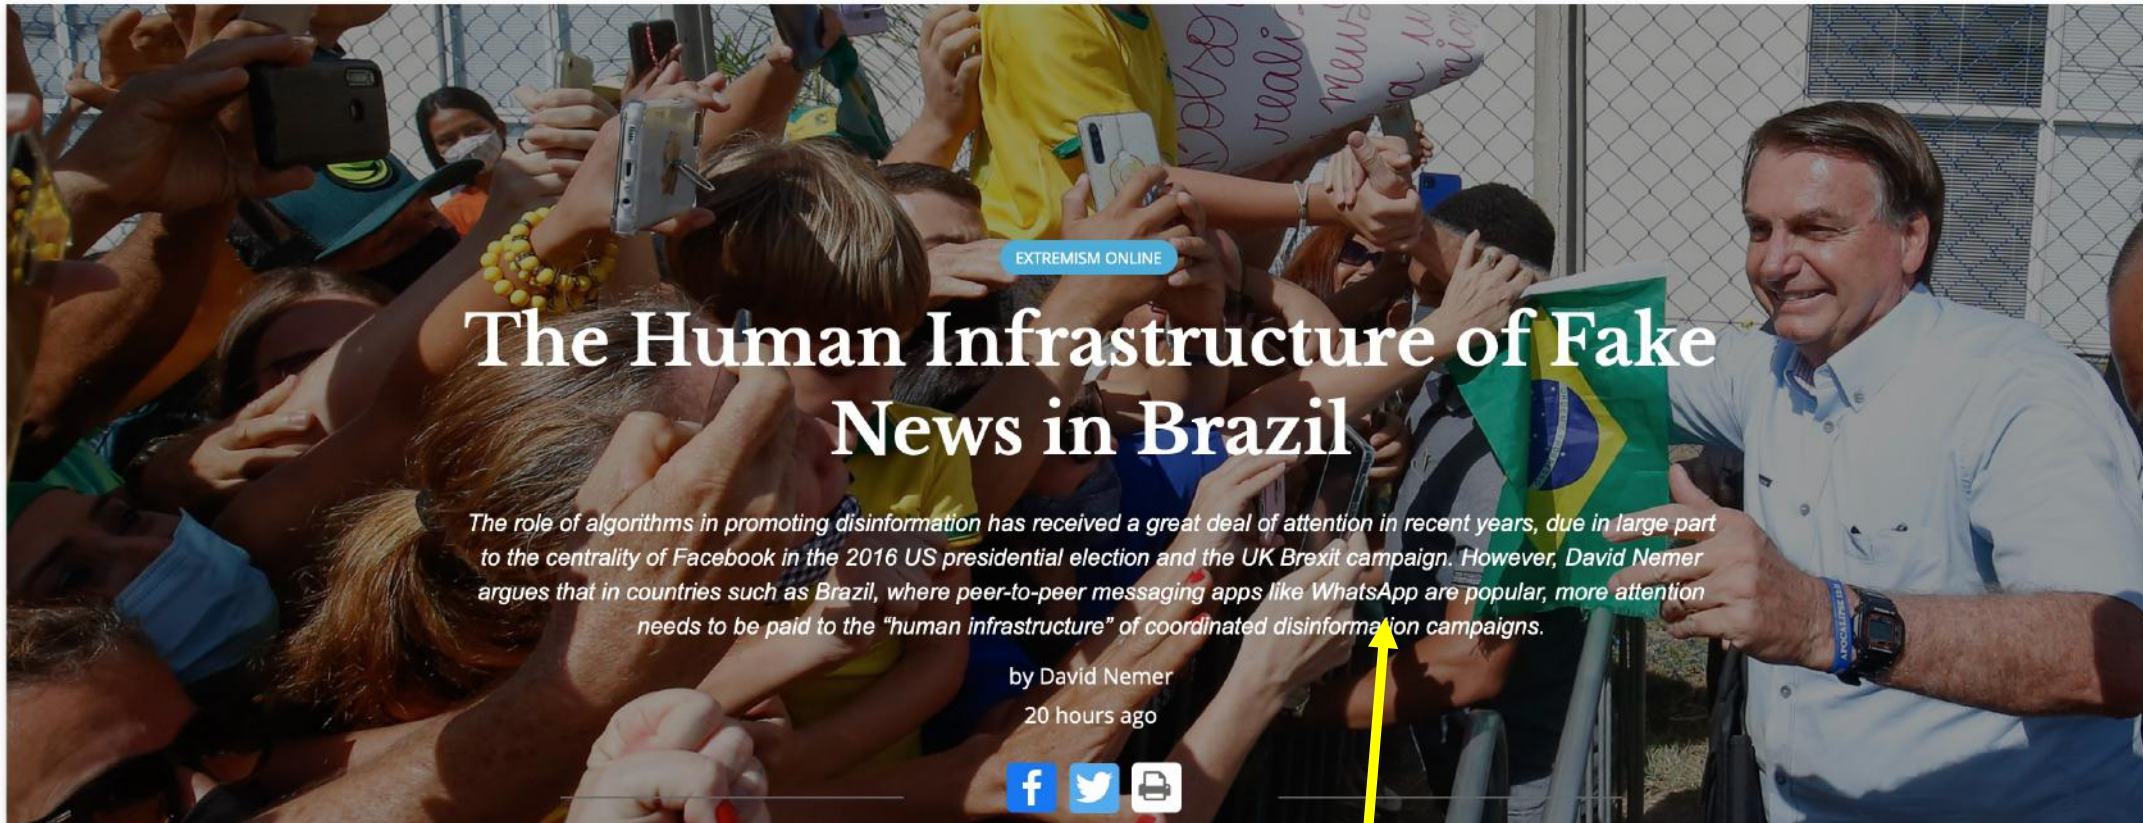 Bolso
reali
meus
a
EXTREMISM ONLINE
The Human Infrastructure of Fake
News in Brazil
The role of algorithms in promoting disinformation has received a great deal of attention in recent years, due in large part
to the centrality of Facebook in the 2016 US presidential election and the UK Brexit campaign. However, David Nemer
argues that in countries such as Brazil, where peer-to-peer messaging apps like WhatsApp are popular, more attention
needs to be paid to the “human infrastructure” of coordinated disinformation campaigns.
by David Nemer
20 hours ago